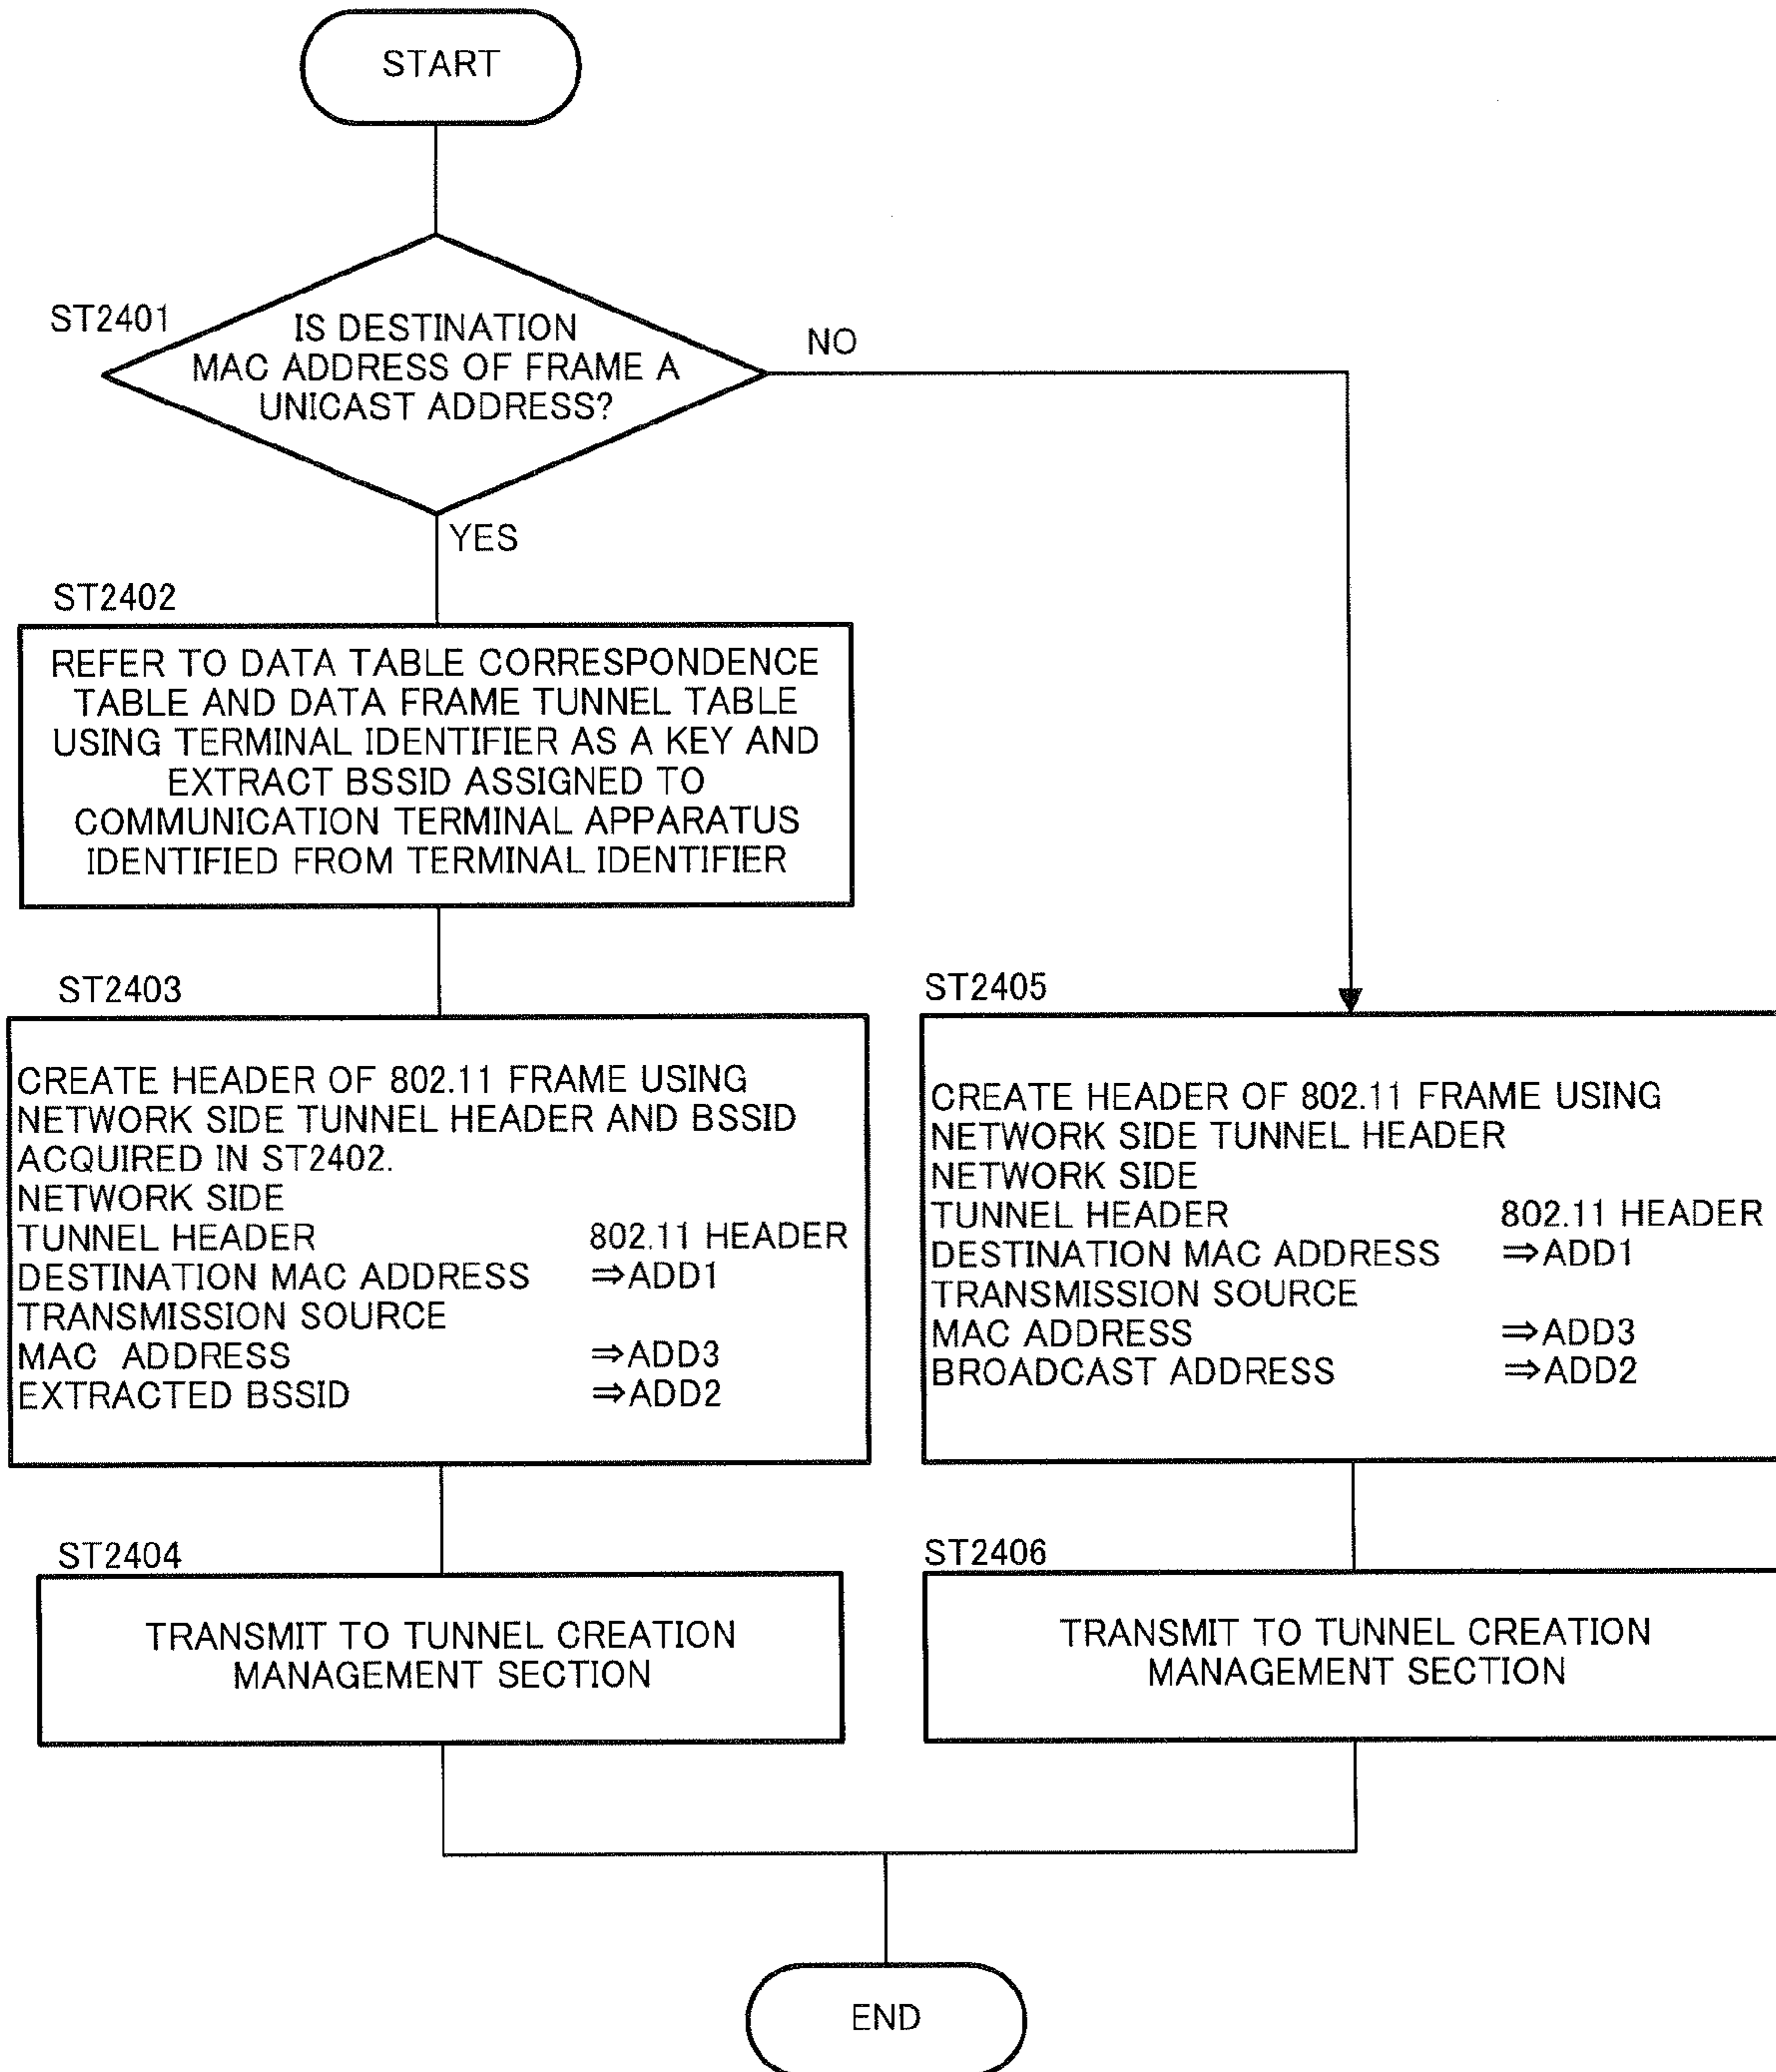 START
ST2401
IS DESTINATION
MAC ADDRESS OF FRAME A
UNICAST ADDRESS?
NO
YES
ST2402
REFER TO DATA TABLE CORRESPONDENCE
TABLE AND DATA FRAME TUNNEL TABLE
USING TERMINAL IDENTIFIER AS A KEY AND
EXTRACT BSSID ASSIGNED TO
COMMUNICATION TERMINAL APPARATUS
IDENTIFIED FROM TERMINAL IDENTIFIER
ST2403
CREATE HEADER OF 802.11 FRAME USING
NETWORK SIDE TUNNEL HEADER AND BSSID
ACQUIRED IN ST2402.
NETWORK SIDE
TUNNEL HEADER 802.11 HEADER
DESTINATION MAC ADDRESS ⇒ADD1
TRANSMISSION SOURCE
MAC ADDRESS ⇒ADD3
EXTRACTED BSSID ⇒ADD2
ST2405
CREATE HEADER OF 802.11 FRAME USING
NETWORK SIDE TUNNEL HEADER
NETWORK SIDE
TUNNEL HEADER 802.11 HEADER
DESTINATION MAC ADDRESS ⇒ADD1
TRANSMISSION SOURCE
MAC ADDRESS ⇒ADD3
BROADCAST ADDRESS ⇒ADD2
ST2404
TRANSMIT TO TUNNEL CREATION
MANAGEMENT SECTION
ST2406
TRANSMIT TO TUNNEL CREATION
MANAGEMENT SECTION
END